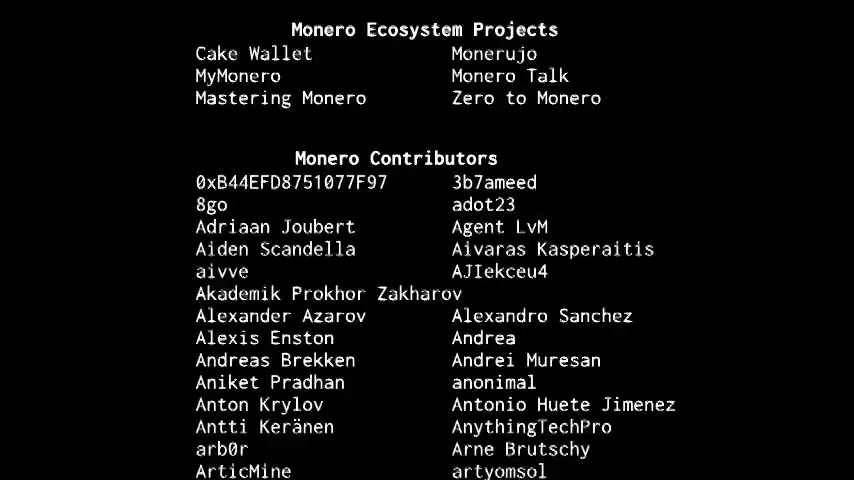 Monero Ecosystem Projects
Cake Wallet Monerujo
MyMonero Monero Talk
Mastering Monero Zero to Monero
Monero Contributors
0xB44EFD8751077F97 3b7ameed
8go adot23
Adriaan Joubert Agent LvM
Aiden Scandella Aivaras Kasperaitis
aivve AJIekceu4
Akademik Prokhor Zakharov
Alexander Azarov Alexandro Sanchez
Alexis Enston Andrea
Andreas Brekken Andrei Muresan
Aniket Pradhan anonimal
Anton Krylov Antonio Huete Jimenez
Antti Keränen AnythingTechPro
arb0r Arne Brutschy
ArticMine artyomsol